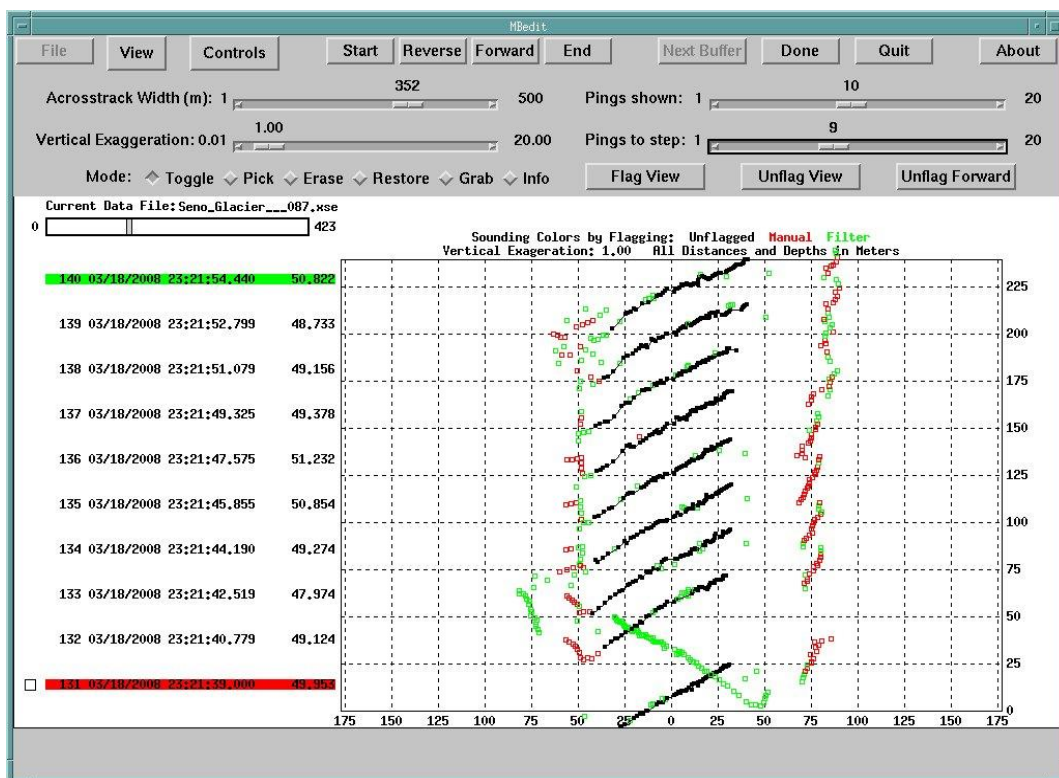 MBedit
File View Controls Start Reverse Forward End Next Buffer Done Quit About
352 10
Acrosstrack Width (m): 1 500 Pings shown: 1 20
1.00 9
Vertical Exaggeration: 0.01 20.00 Pings to step: 1 20
Mode: Toggle Pick Erase Restore Grab Info Flag View Unflag View Unflag Forward
Current Data File: Seno_Glacier___087.xse
0 423
Sounding Colors by Flagging: Unflagged Manual Filter
Vertical Exageration: 1.00 All Distances and Depths in Meters
140 03/18/2008 23:21:54.440 50.822
225
139 03/18/2008 23:21:52.799 48.733
200
138 03/18/2008 23:21:51.079 49.156
175
137 03/18/2008 23:21:49.325 49.378
150
136 03/18/2008 23:21:47.575 51.232
125
135 03/18/2008 23:21:45.855 50.854
100
134 03/18/2008 23:21:44.190 49.274
75
133 03/18/2008 23:21:42.519 47.974
50
132 03/18/2008 23:21:40.779 49.124
25
131 03/18/2008 23:21:39.000 49.953
0
175 150 125 100 75 50 25 0 25 50 75 100 125 150 175